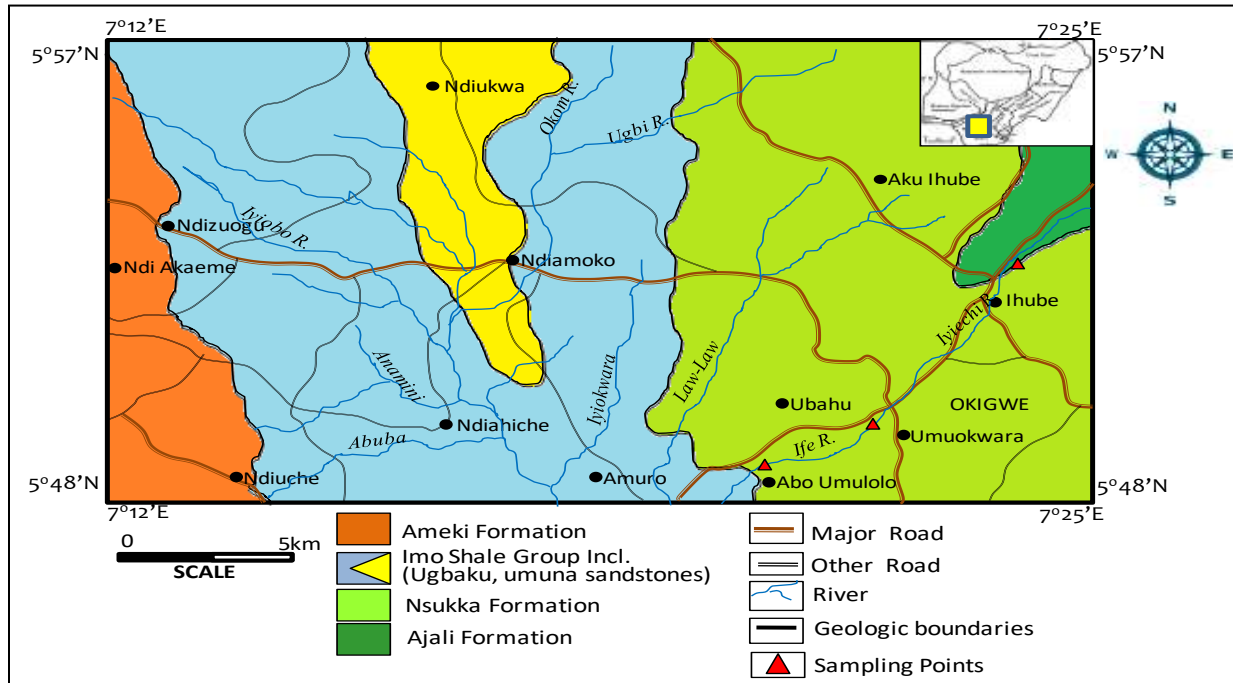 7°12'E
7°25'E
5°57'N
5°57'N
N
W
E
S
Ndiukwa
Okom R.
Ugbi R.
Aku Ihube
Ndizuogu
Iyiobo R.
Ndi Akaeme
Ndiamoko
Ihube
Iyiechi R.
Anamini
Iyiokwara
Law-Law
Ubahu
OKIGWE
Ndiahiche
Umuokwara
Abuba
Ife R.
Ndiuche
Amuro
Abo Umulolo
5°48'N
5°48'N
7°12'E
7°25'E
0 5km
SCALE
Ameki Formation
Imo Shale Group Incl.
(Ugbaku, umuna sandstones)
Nsukka Formation
Ajali Formation
Major Road
Other Road
River
Geologic boundaries
Sampling Points